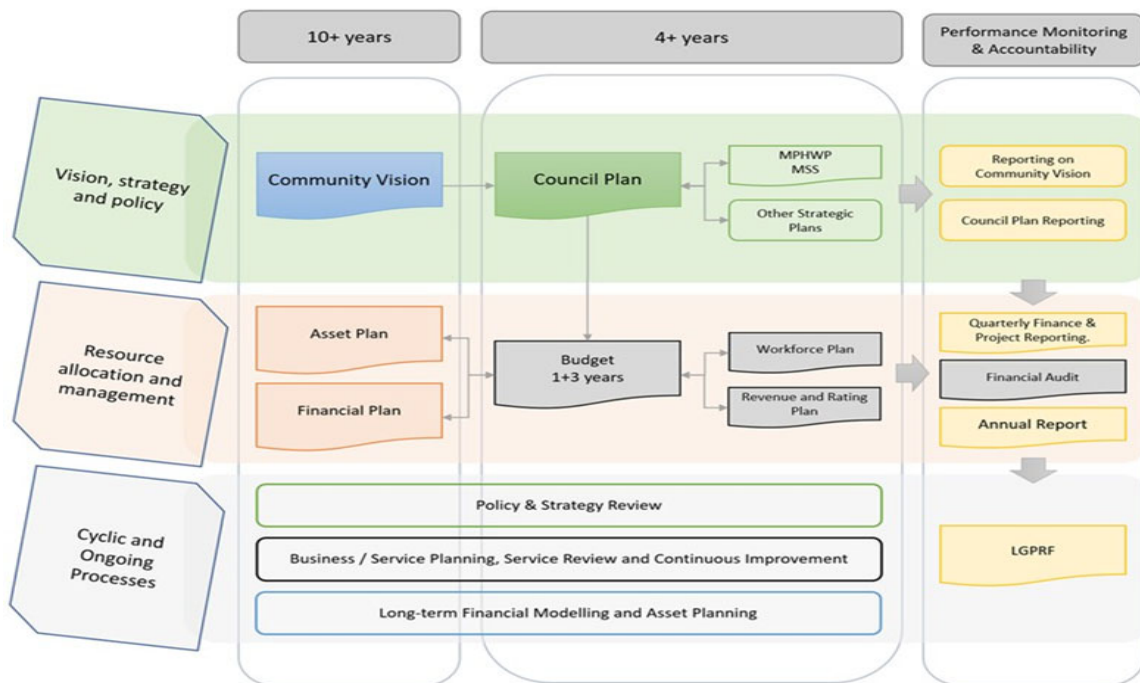 10+ years
4+ years
Performance Monitoring
& Accountability
Vision, strategy
and policy
Community Vision
Council Plan
MPHWP
MSS
Other Strategic
Plans
Reporting on
Community Vision
Council Plan Reporting
Resource
allocation and
management
Asset Plan
Financial Plan
Budget
1+3 years
Workforce Plan
Revenue and Rating
Plan
Quarterly Finance &
Project Reporting.
Financial Audit
Annual Report
Cyclic and
Ongoing
Processes
Policy & Strategy Review
Business / Service Planning, Service Review and Continuous Improvement
Long-term Financial Modelling and Asset Planning
LGPRF